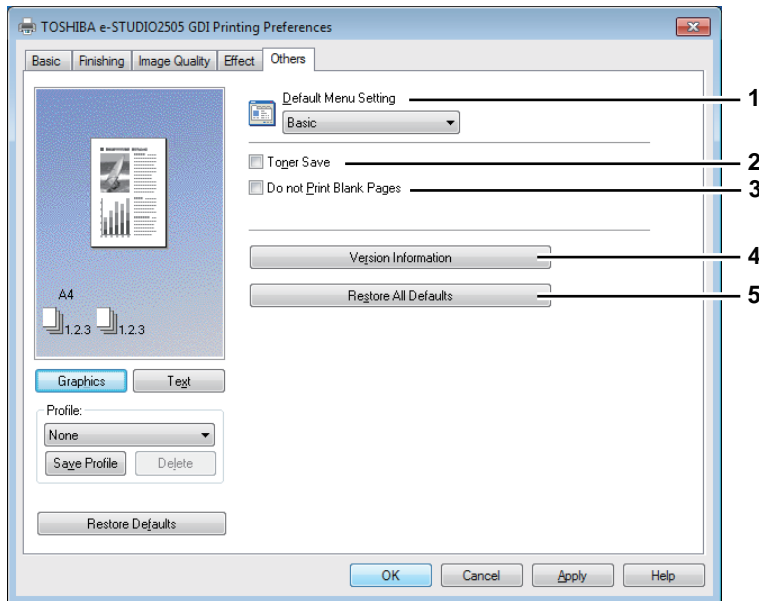 TOSHIBA e-STUDIO2505 GDI Printing Preferences
Basic Finishing Image Quality Effect Others
Default Menu Setting 1
Basic
Toner Save 2
Do not Print Blank Pages 3
Version Information 4
Restore All Defaults 5
A4
1.2.3 1.2.3
Graphics Text
Profile:
None
Save Profile Delete
Restore Defaults
OK Cancel Apply Help